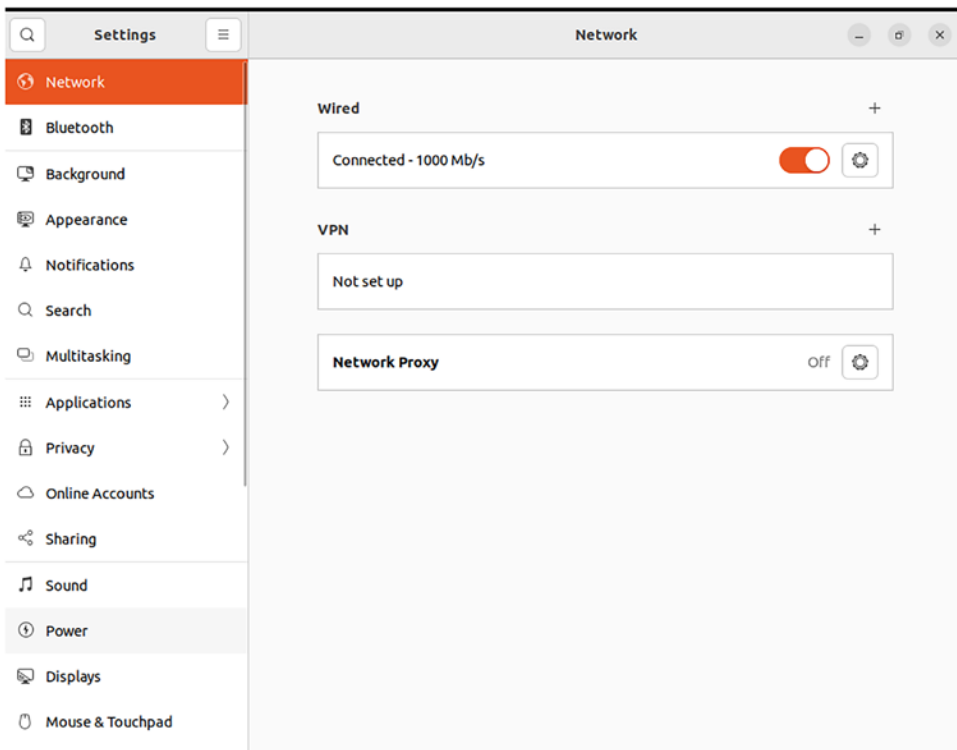 Settings
Network
Network
Bluetooth
Background
Appearance
Notifications
Search
Multitasking
Applications
Privacy
Online Accounts
Sharing
Sound
Power
Displays
Mouse & Touchpad
Wired
Connected - 1000 Mb/s
VPN
Not set up
Network Proxy Off